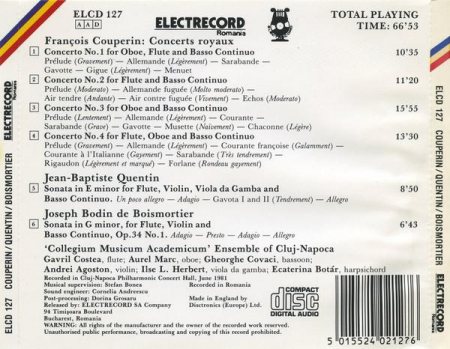 ELCD 127
A A D
ELECTRECORD
Romania
TOTAL PLAYING
TIME: 66'53
François Couperin: Concerts royaux
1 Concerto No.1 for Oboe, Flute and Basso Continuo 10'35
Prélude (Gravement) — Allemande (Légèrement) — Sarabande —
Gavotte — Gigue (Légèrement) — Menuet
2 Concerto No.2 for Flute and Basso Continuo 11'20
Prélude (Moderato) — Allemande fuguée (Molto moderato) —
Air tendre (Andante) — Air contre fuguée (Vivement) — Echos (Moderato)
3 Concerto No.3 for Oboe and Basso Continuo 15'55
Prélude (Lentement) — Allemande (Légèrement) — Courante —
Sarabande (Grave) — Gavotte — Musette (Naïvement) — Chaconne (Légère)
4 Concerto No.4 for Flute, Oboe and Basso Continuo 13'30
Prélude (Gravement) — Allemande (Légèrement) — Courante françoise (Galamment) —
Courante à l'Italianne (Gayement) — Sarabande (Très tendrement) —
Rigaudon (Légèrement et marqué) — Forlane (Rondeau gayement)
Jean-Baptiste Quentin
5 Sonata in E minor for Flute, Violin, Viola da Gamba and 8'50
Basso Continuo. Un poco allegro — Adagio — Gavota I and II (Tendrement) — Allegro
Joseph Bodin de Boismortier
6 Sonata in G minor, for Flute, Violin and 6'43
Basso Continuo, Op.34 No.1. Adagio — Presto — Adagio — Allegro
'Collegium Musicum Academicum' Ensemble of Cluj-Napoca
Gavril Costea, flute; Aurel Marc, oboe; Gheorghe Covaci, bassoon;
Andrei Agoston, violin; Ilse L. Herbert, viola da gamba; Ecaterina Botár, harpsichord
Recorded in Cluj-Napoca Philharmonic Concert Hall, June 1981
Musical supervision: Stefan Bonea
Sound engineer: Cornelia Andreescu
Post-processing: Dorina Grosaru
Released by: ELECTRECORD SA Company
94 Timisoara Boulevard
Bucharest, Romania
Recorded in Romania
Made in England by
Disctronics (Europe) Ltd.
COMPACT
disc
DIGITAL AUDIO
WARNING: All rights of the manufacturer and the owner of the recorded work reserved.
Unauthorised public performance, broadcasting and copying of this record prohibited.
5 015524 021276
ELCD 127 COUPERIN/QUENTIN/BOISMORTIER ELECTRECORD
Romania
ELCD 127 COUPERIN/QUENTIN/BOISMORTIER ELECTRECORD
Romania